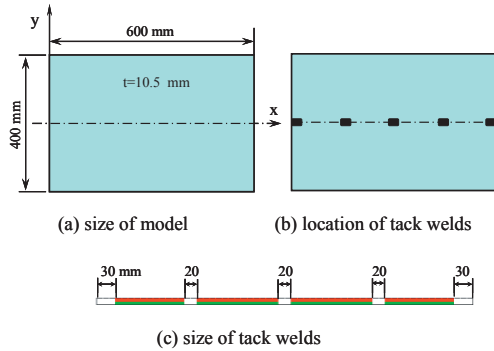 y
600 mm
t=10.5 mm
400 mm
x
(a) size of model
(b) location of tack welds
30 mm 20 20 20 30
(c) size of tack welds